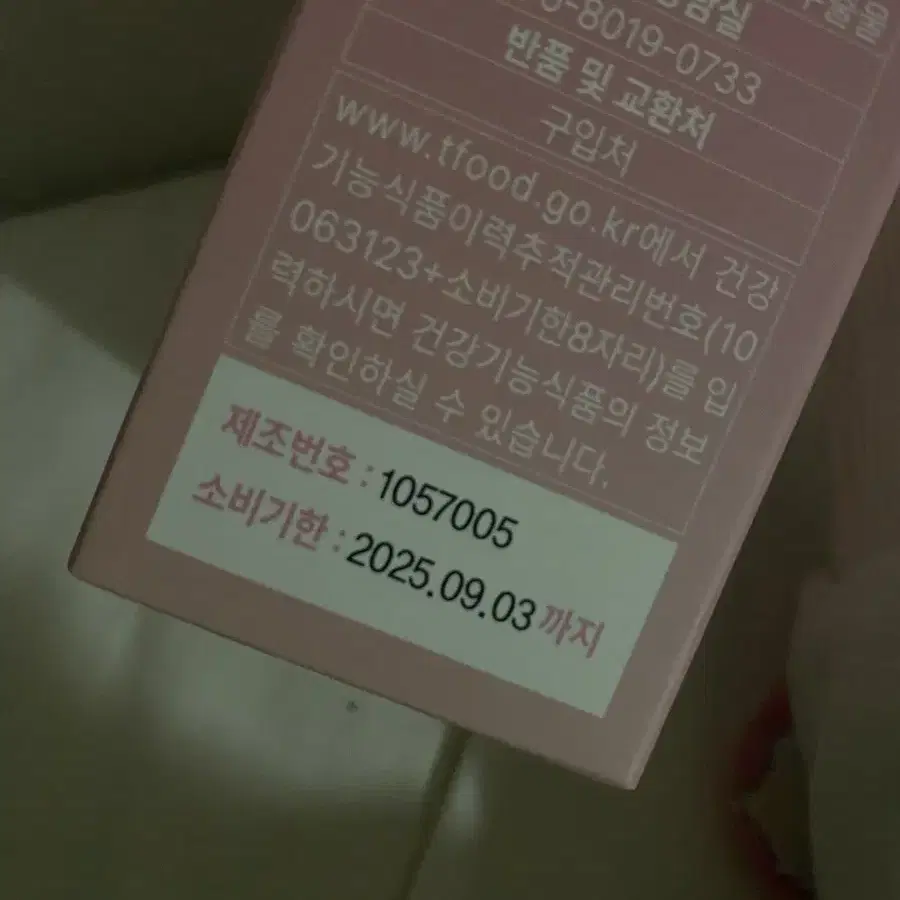 8019-0733
반품 및 교환처
구입처
www.tfood.go.kr에서 건강
기능식품이력추적관리번호(10
063123+소비기한8자리)를 입
력하시면 건강기능식품의 정보
를 확인하실 수 있습니다.
제조번호 : 1057005
소비기한 : 2025.09.03 까지